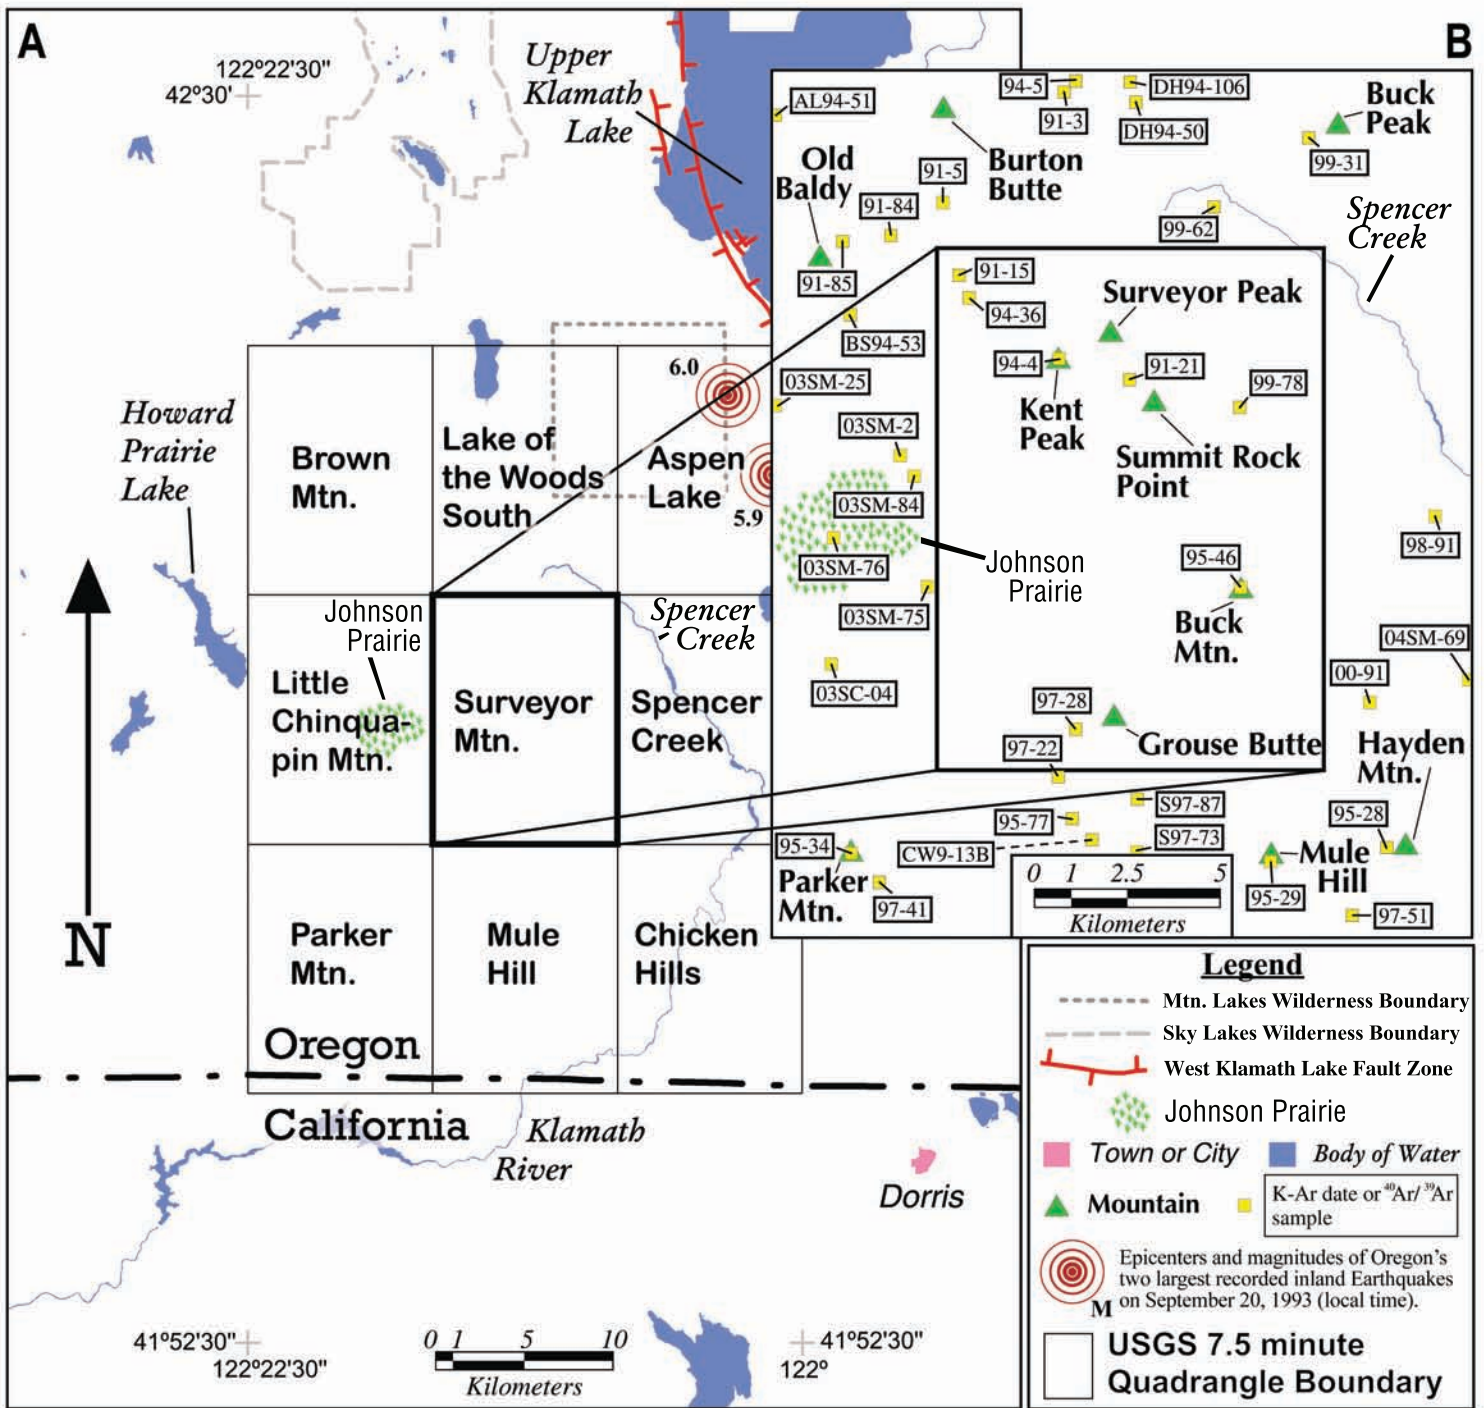 A
122º22'30"
42º30'
Upper
Klamath
Lake
Howard
Prairie
Lake
6.0
5.9
Brown
Mtn.
Lake of
the Woods
South
Aspen
Lake
Johnson
Prairie
Spencer
Creek
Little
Chinqua-
pin Mtn.
Surveyor
Mtn.
Spencer
Creek
N
Parker
Mtn.
Mule
Hill
Chicken
Hills
Oregon
California
Klamath
River
Dorris
41º52'30"
122º22'30"
0 1 5 10
Kilometers
41º52'30"
122º
B
AL94-51
94-5
91-3
DH94-106
DH94-50
Buck
Peak
99-31
Burton
Butte
Old
Baldy
91-5
91-84
91-85
99-62
Spencer
Creek
BS94-53
91-15
94-36
Surveyor Peak
94-4
Kent
Peak
91-21
99-78
Summit Rock
Point
03SM-25
03SM-2
03SM-84
03SM-76
Johnson
Prairie
03SM-75
03SC-04
98-91
95-46
Buck
Mtn.
04SM-69
00-91
97-28
97-22
Grouse Butte
Hayden
Mtn.
S97-87
95-77
S97-73
CW9-13B
95-28
95-34
Parker
Mtn.
97-41
Mule
Hill
95-29
97-51
0 1 2.5 5
Kilometers
Legend
Mtn. Lakes Wilderness Boundary
Sky Lakes Wilderness Boundary
West Klamath Lake Fault Zone
Johnson Prairie
Town or City
Body of Water
Mountain
K-Ar date or ⁴⁰Ar/ ³⁹Ar
sample
Epicenters and magnitudes of Oregon's
two largest recorded inland Earthquakes
on September 20, 1993 (local time).
M
USGS 7.5 minute
Quadrangle Boundary